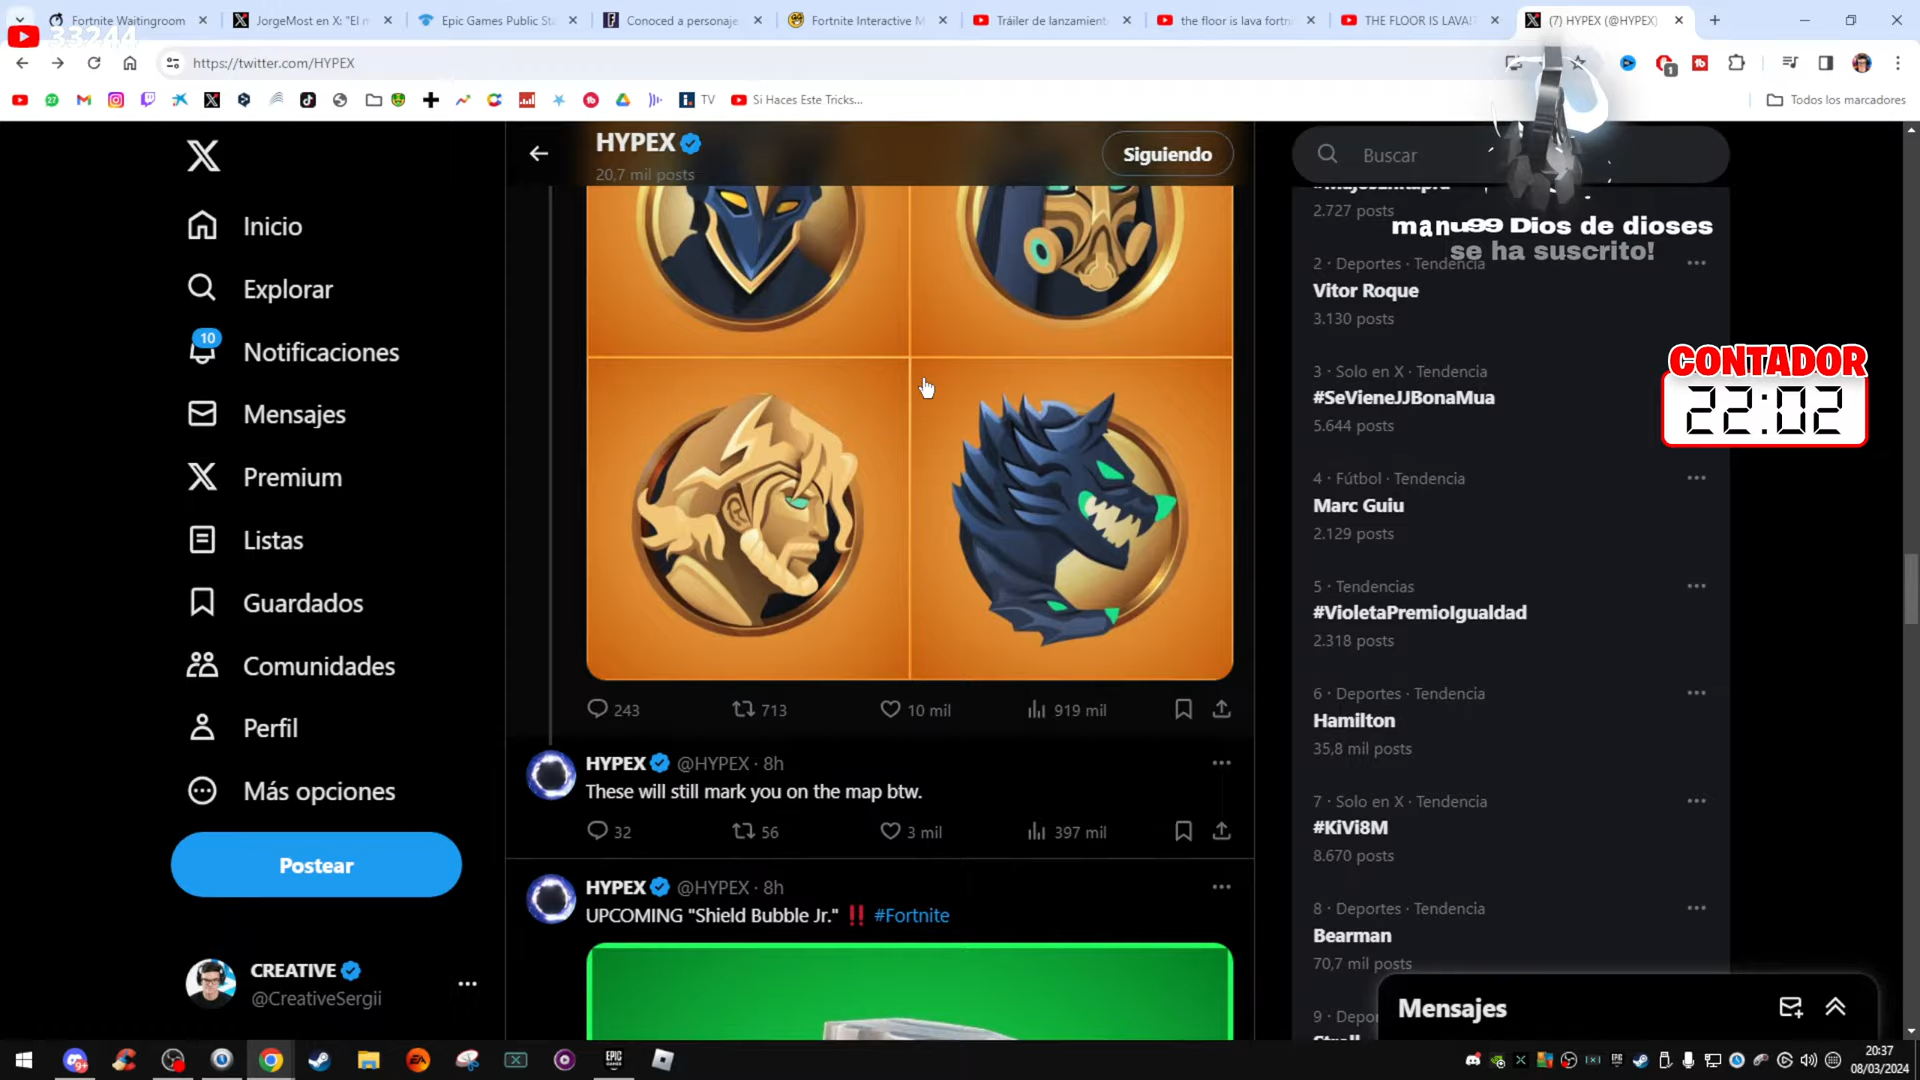 Fortnite Waitingroom
JorgeMost en X: "El n
Epic Games Public Sta
Conoced a personaje
Fortnite Interactive M
Tráiler de lanzamiento
the floor is lava fortn
THE FLOOR IS LAVA!
(7) HYPEX (@HYPEX)
33244
https://twitter.com/HYPEX
TV
Si Haces Este Tricks...
Todos los marcadores
Inicio
Explorar
10
Notificaciones
Mensajes
Premium
Listas
Guardados
Comunidades
Perfil
Más opciones
Postear
CREATIVE
@CreativeSergii
HYPEX
20,7 mil posts
Siguiendo
243
713
10 mil
919 mil
HYPEX @HYPEX · 8h
These will still mark you on the map btw.
32
56
3 mil
397 mil
HYPEX @HYPEX · 8h
UPCOMING "Shield Bubble Jr." ‼️ #Fortnite
Buscar
2.727 posts
manu99 Dios de dioses
se ha suscrito!
2 · Deportes · Tendencia
Vitor Roque
3.130 posts
3 · Solo en X · Tendencia
#SeVieneJJBonaMua
5.644 posts
4 · Fútbol · Tendencia
Marc Guiu
2.129 posts
5 · Tendencias
#VioletaPremioIgualdad
2.318 posts
6 · Deportes · Tendencia
Hamilton
35,8 mil posts
7 · Solo en X · Tendencia
#KiVi8M
8.670 posts
8 · Deportes · Tendencia
Bearman
70,7 mil posts
9 · Depor
Mensajes
CONTADOR
22:02
EPIC
GAMES
20:37
08/03/2024